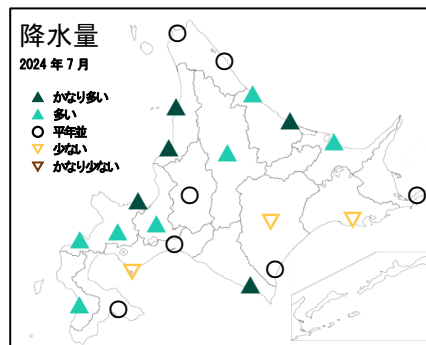 降水量
2024 年 7 月
かなり多い
多い
平年並
少ない
かなり少ない